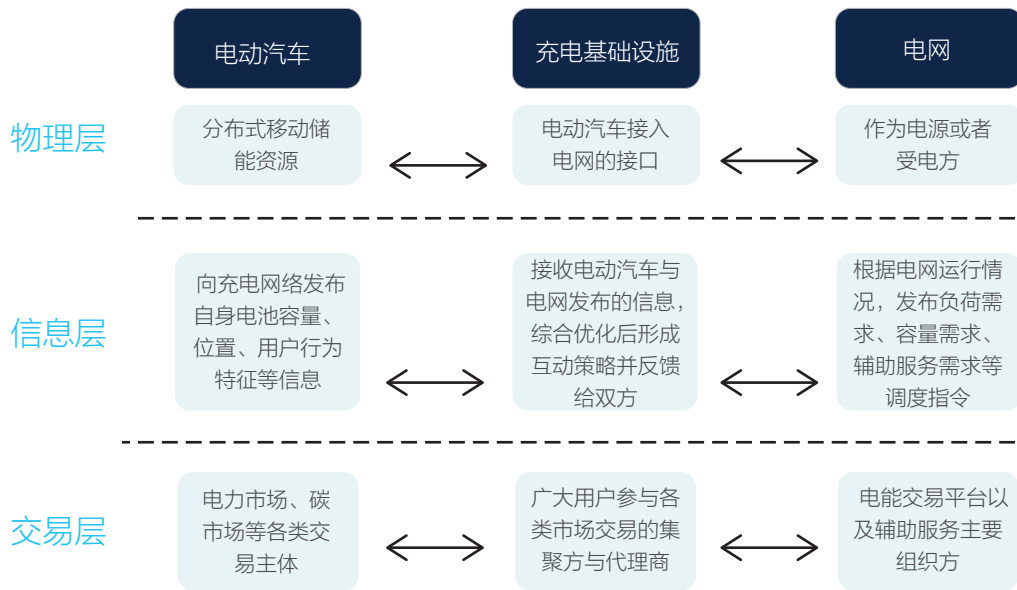 电动汽车
充电基础设施
电网
物理层
分布式移动储
能资源
电动汽车接入
电网的接口
作为电源或者
受电方
信息层
向充电网络发布
自身电池容量、
位置、用户行为
特征等信息
接收电动汽车与
电网发布的信息，
综合优化后形成
互动策略并反馈
给双方
根据电网运行情
况，发布负荷需
求、容量需求、
辅助服务需求等
调度指令
交易层
电力市场、碳
市场等各类交
易主体
广大用户参与各
类市场交易的集
聚方与代理商
电能交易平台以
及辅助服务主要
组织方